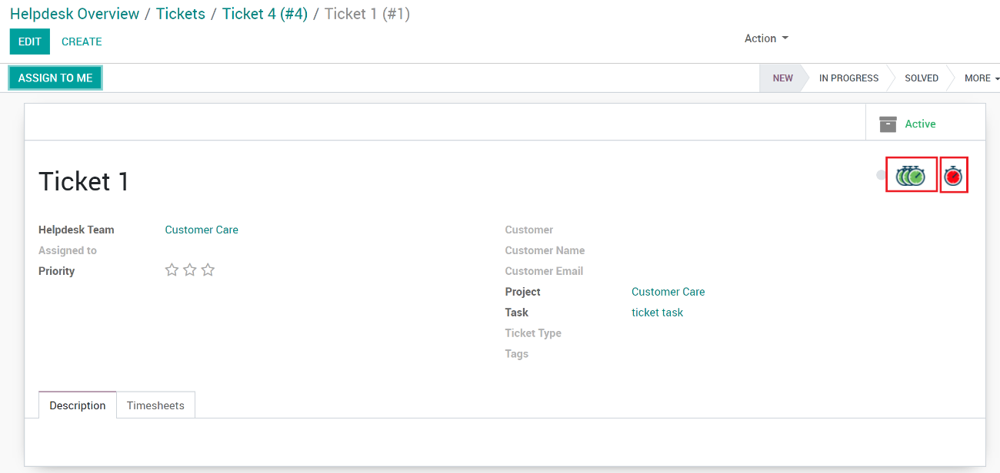 Helpdesk Overview / Tickets / Ticket 4 (#4) / Ticket 1 (#1)
EDIT CREATE Action
ASSIGN TO ME NEW IN PROGRESS SOLVED MORE
Active
Ticket 1
Helpdesk Team Customer Care Customer
Assigned to Customer Name
Priority Customer Email
Project Customer Care
Task ticket task
Ticket Type
Tags
Description Timesheets